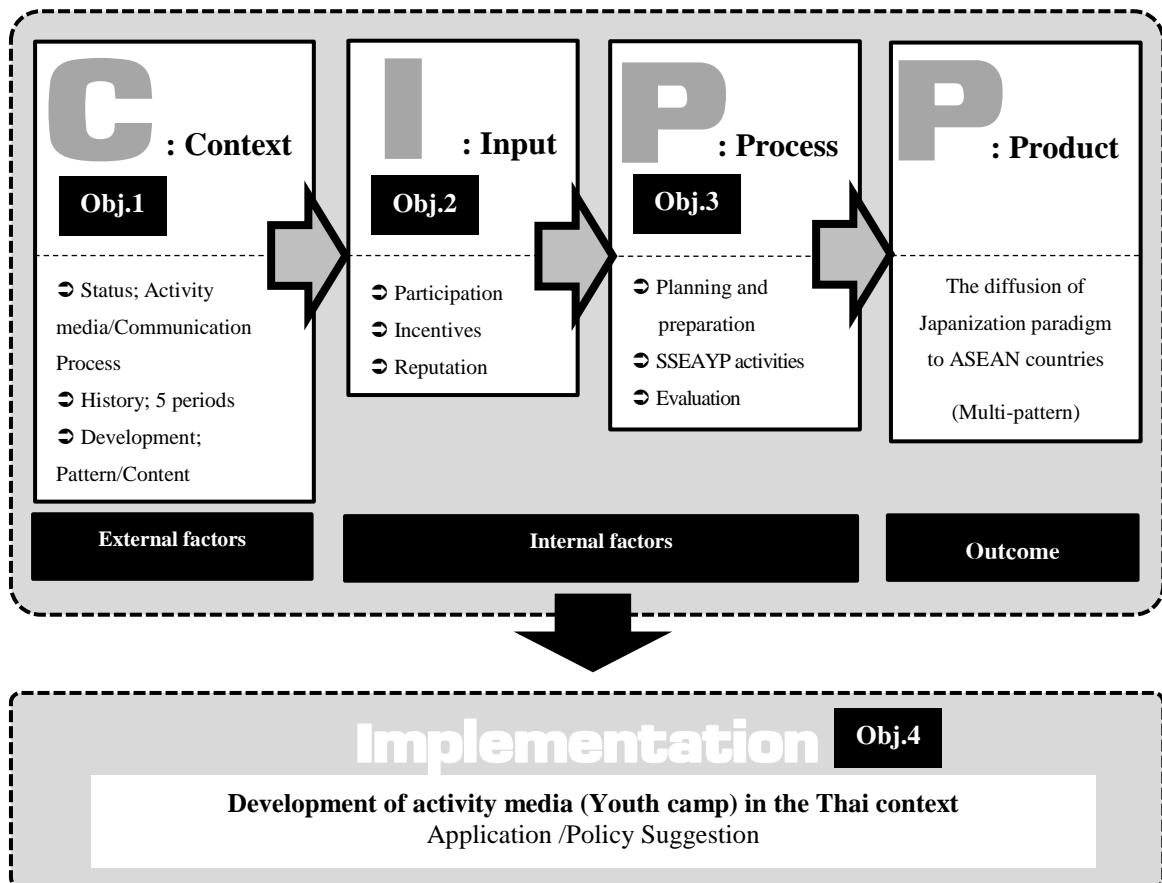 C : Context
Obj.1
➲ Status; Activity
media/Communication
Process
➲ History; 5 periods
➲ Development;
Pattern/Content
External factors
I : Input
Obj.2
➲ Participation
➲ Incentives
➲ Reputation
P : Process
Obj.3
➲ Planning and
preparation
➲ SSEAYP activities
➲ Evaluation
Internal factors
P : Product
The diffusion of
Japanization paradigm
to ASEAN countries
(Multi-pattern)
Outcome
Implementation Obj.4
Development of activity media (Youth camp) in the Thai context
Application /Policy Suggestion